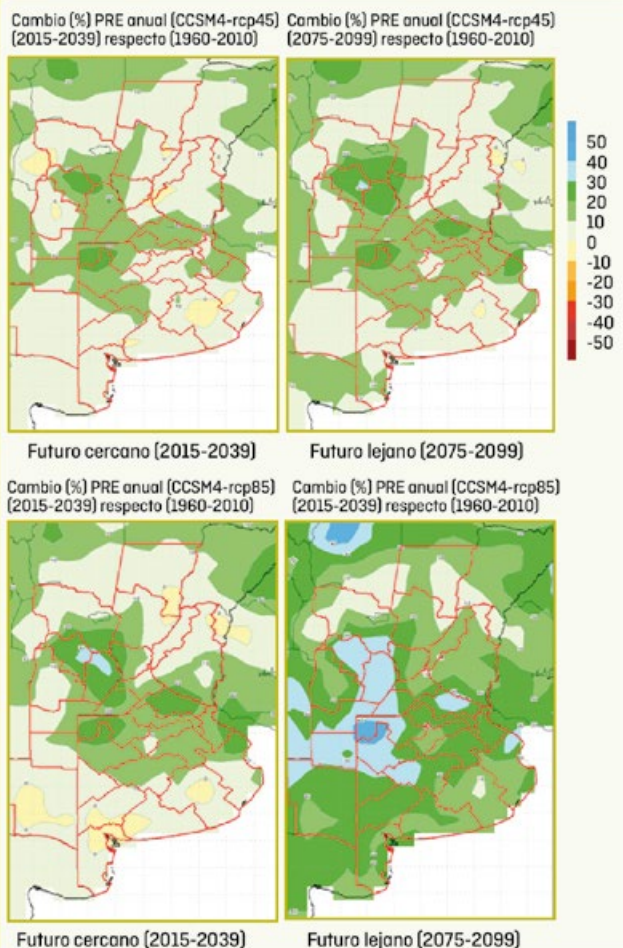 Cambio (%) PRE anual (CCSM4-rcp45)
(2015-2039) respecto (1960-2010)
Cambio (%) PRE anual (CCSM4-rcp45)
(2075-2099) respecto (1960-2010)
50
40
30
20
10
0
-10
-20
-30
-40
-50
Futuro cercano (2015-2039)
Futuro lejano (2075-2099)
Cambio (%) PRE anual (CCSM4-rcp85)
(2015-2039) respecto (1960-2010)
Cambio (%) PRE anual (CCSM4-rcp85)
(2015-2039) respecto (1960-2010)
Futuro cercano (2015-2039)
Futuro lejano (2075-2099)